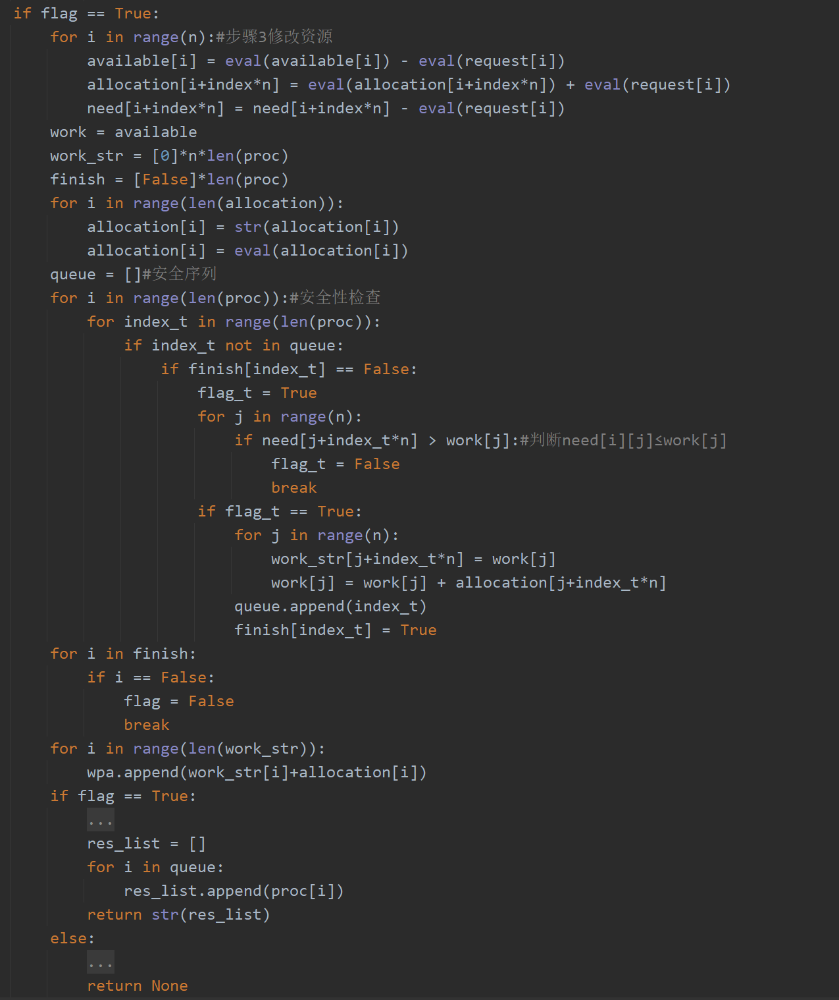 if flag == True:
    for i in range(n):#步骤3修改资源
        available[i] = eval(available[i]) - eval(request[i])
        allocation[i+index*n] = eval(allocation[i+index*n]) + eval(request[i])
        need[i+index*n] = need[i+index*n] - eval(request[i])
    work = available
    work_str = [0]*n*len(proc)
    finish = [False]*len(proc)
    for i in range(len(allocation)):
        allocation[i] = str(allocation[i])
        allocation[i] = eval(allocation[i])
    queue = []#安全序列
    for i in range(len(proc)):#安全性检查
        for index_t in range(len(proc)):
            if index_t not in queue:
                if finish[index_t] == False:
                    flag_t = True
                    for j in range(n):
                        if need[j+index_t*n] > work[j]:#判断need[i][j]≤work[j]
                            flag_t = False
                            break
                    if flag_t == True:
                        for j in range(n):
                            work_str[j+index_t*n] = work[j]
                            work[j] = work[j] + allocation[j+index_t*n]
                        queue.append(index_t)
                        finish[index_t] = True
    for i in finish:
        if i == False:
            flag = False
            break
    for i in range(len(work_str)):
        wpa.append(work_str[i]+allocation[i])
    if flag == True:
        ...
        res_list = []
        for i in queue:
            res_list.append(proc[i])
        return str(res_list)
    else:
        ...
        return None